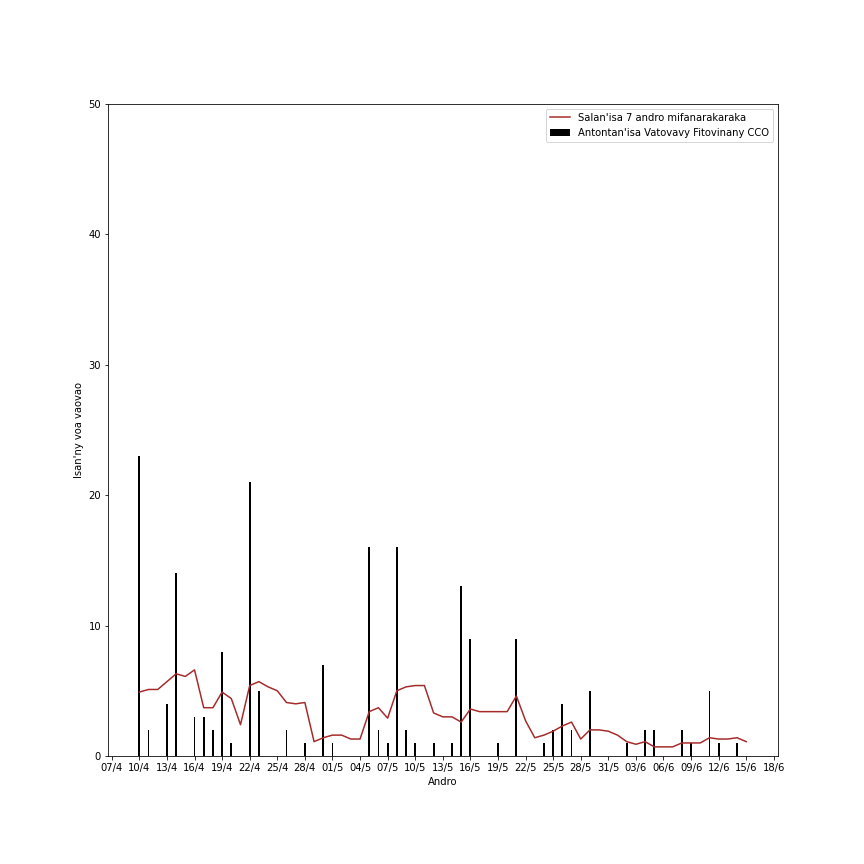 Salan'isa 7 andro mifanarakaraka
Antontan'isa Vatovavy Fitovinany CCO
50
40
30
20
10
0
Isan'ny voa vaovao
07/4 10/4 13/4 16/4 19/4 22/4 25/4 28/4 01/5 04/5 07/5 10/5 13/5 16/5 19/5 22/5 25/5 28/5 31/5 03/6 06/6 09/6 12/6 15/6 18/6
Andro